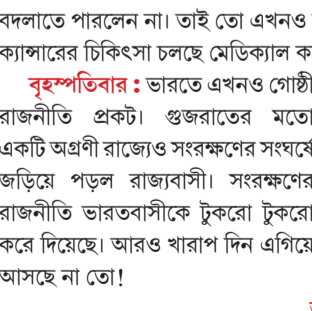 বদলাতে পারলেন না। তাই তো এখনও
ক্যান্সারের চিকিৎসা চলছে মেডিক্যাল ক
বৃহস্পতিবার : ভারতে এখনও গোষ্ঠী
রাজনীতি প্রকট। গুজরাতের মতো
একটি অগ্রণী রাজ্যেও সংরক্ষণের সংঘর্ষে
জড়িয়ে পড়ল রাজ্যবাসী। সংরক্ষণের
রাজনীতি ভারতবাসীকে টুকরো টুকরো
করে দিয়েছে। আরও খারাপ দিন এগিয়ে
আসছে না তো!